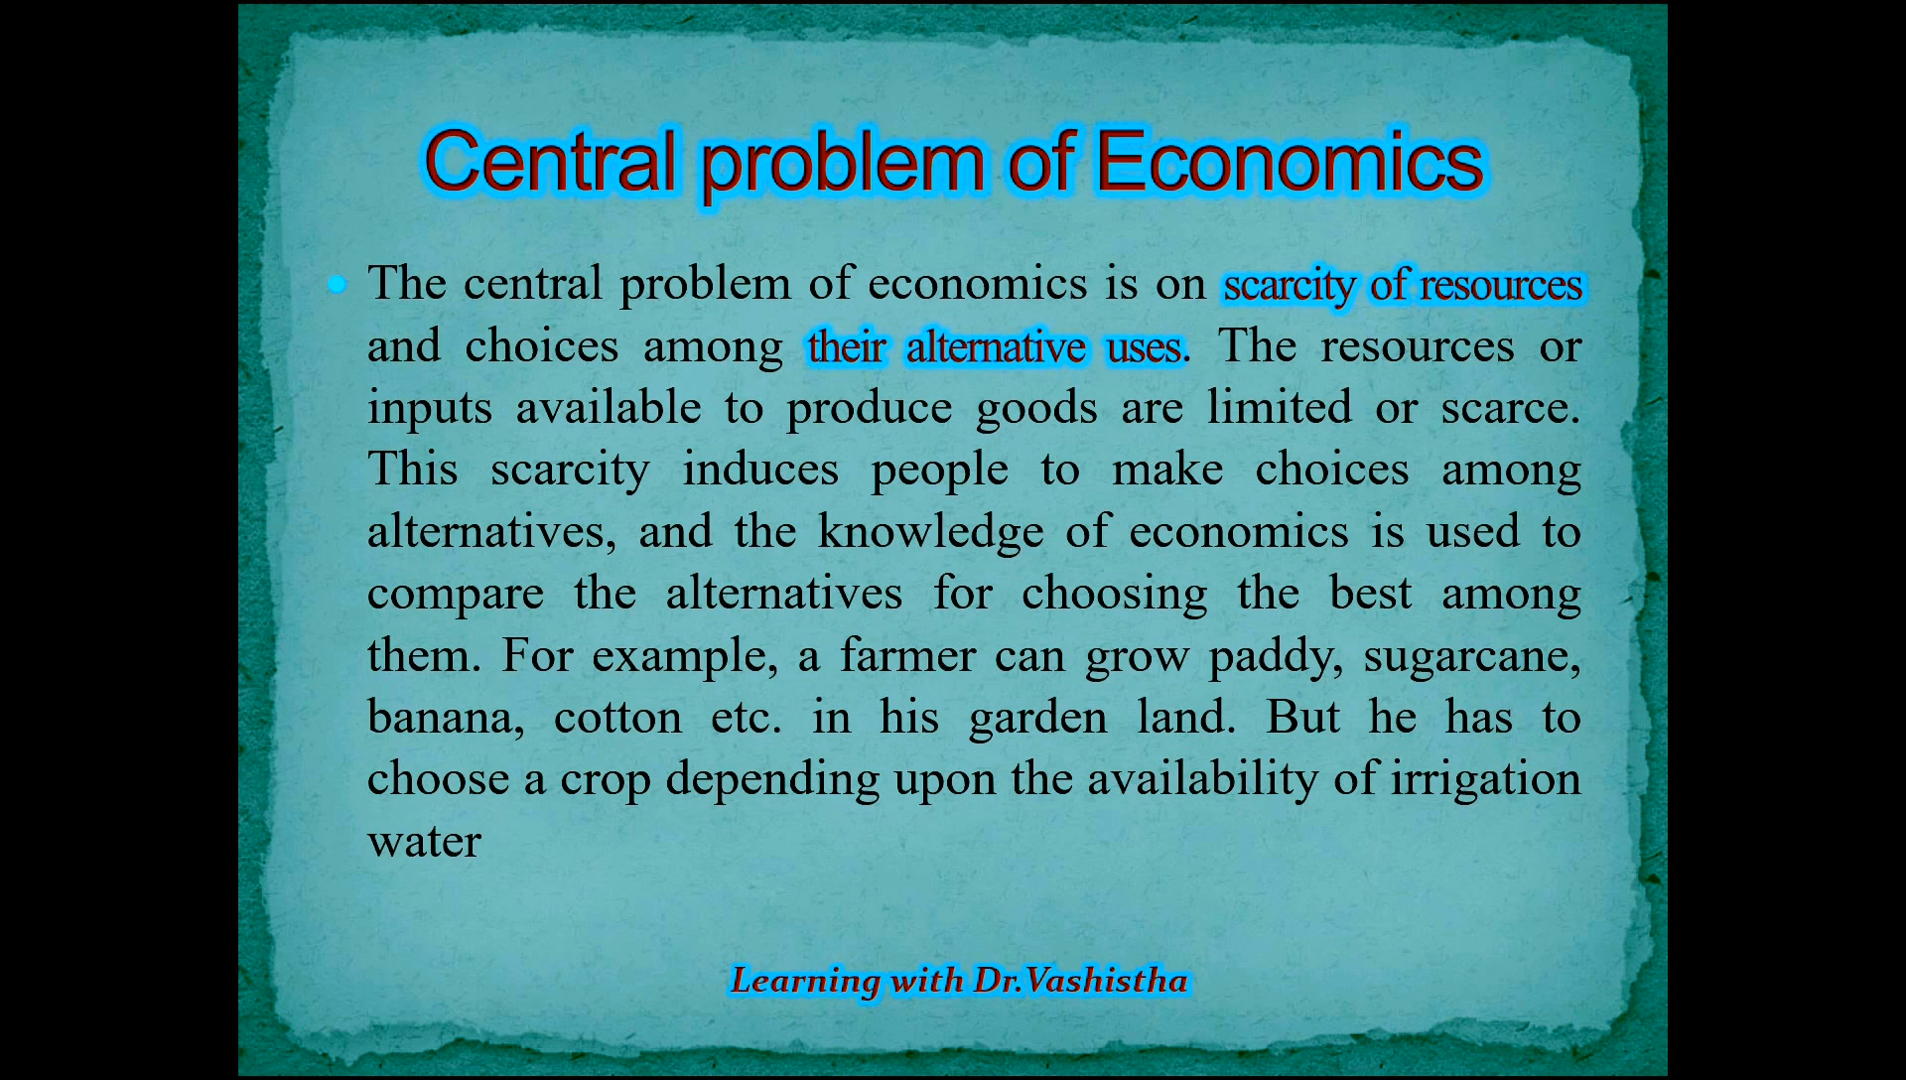 Central problem of Economics
The central problem of economics is on scarcity of resources
and choices among their alternative uses. The resources or
inputs available to produce goods are limited or scarce.
This scarcity induces people to make choices among
alternatives, and the knowledge of economics is used to
compare the alternatives for choosing the best among
them. For example, a farmer can grow paddy, sugarcane,
banana, cotton etc. in his garden land. But he has to
choose a crop depending upon the availability of irrigation
water
Learning with Dr.Vashistha